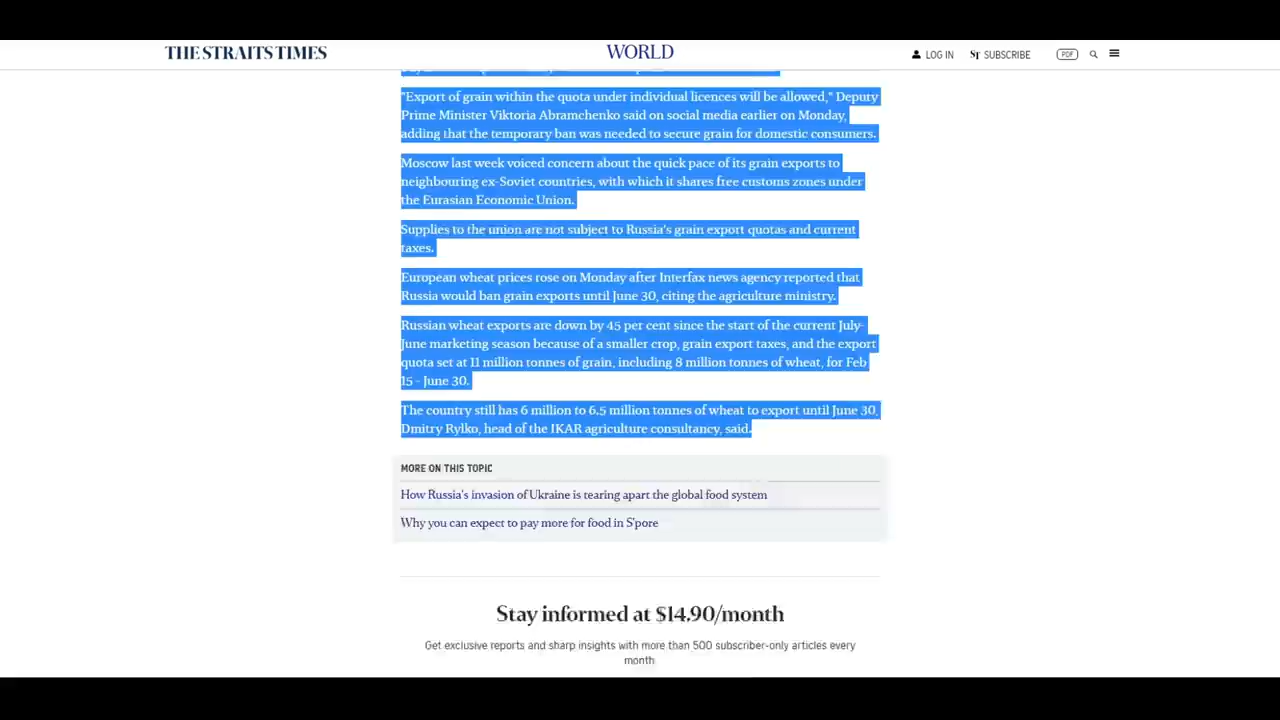 THE STRAITS TIMES
WORLD
LOG IN
ST SUBSCRIBE
PDF
"Export of grain within the quota under individual licences will be allowed," Deputy
Prime Minister Viktoria Abramchenko said on social media earlier on Monday,
adding that the temporary ban was needed to secure grain for domestic consumers.
Moscow last week voiced concern about the quick pace of its grain exports to
neighbouring ex-Soviet countries, with which it shares free customs zones under
the Eurasian Economic Union.
Supplies to the union are not subject to Russia's grain export quotas and current
taxes.
European wheat prices rose on Monday after Interfax news agency reported that
Russia would ban grain exports until June 30, citing the agriculture ministry.
Russian wheat exports are down by 45 per cent since the start of the current July-
June marketing season because of a smaller crop, grain export taxes, and the export
quota set at 11 million tonnes of grain, including 8 million tonnes of wheat, for Feb
15 - June 30.
The country still has 6 million to 6.5 million tonnes of wheat to export until June 30,
Dmitry Rylko, head of the IKAR agriculture consultancy, said.
MORE ON THIS TOPIC
How Russia's invasion of Ukraine is tearing apart the global food system
Why you can expect to pay more for food in S'pore
Stay informed at $14.90/month
Get exclusive reports and sharp insights with more than 500 subscriber-only articles every
month